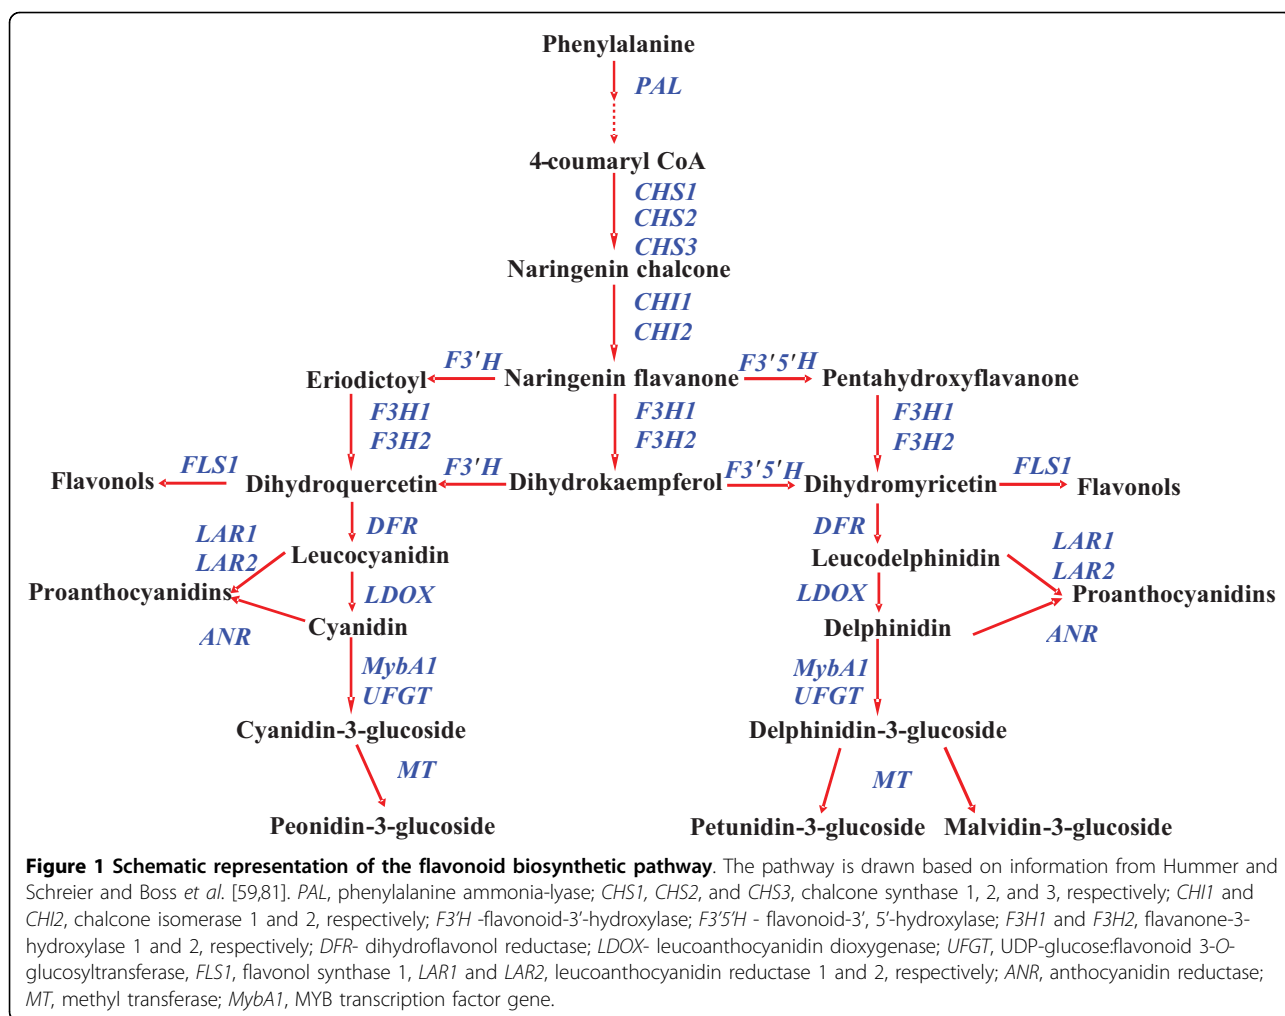 Phenylalanine
PAL
4-coumaryl CoA
CHS1
CHS2
CHS3
Naringenin chalcone
CHI1
CHI2
F3'H
F3'5'H
Eriodictoyl
Naringenin flavanone
Pentahydroxyflavanone
F3H1
F3H2
F3H1
F3H2
F3H1
F3H2
FLS1
F3'H
F3'5'H
FLS1
Flavonols
Dihydroquercetin
Dihydrokaempferol
Dihydromyricetin
Flavonols
DFR
DFR
LAR1
LAR2
Leucocyanidin
Leucodelphinidin
LAR1
LAR2
Proanthocyanidins
LDOX
LDOX
Proanthocyanidins
ANR
Cyanidin
Delphinidin
ANR
MybA1
UFGT
MybA1
UFGT
Cyanidin-3-glucoside
Delphinidin-3-glucoside
MT
MT
Peonidin-3-glucoside
Petunidin-3-glucoside
Malvidin-3-glucoside
Figure 1 Schematic representation of the flavonoid biosynthetic pathway. The pathway is drawn based on information from Hummer and
Schreier and Boss et al. [59,81]. PAL, phenylalanine ammonia-lyase; CHS1, CHS2, and CHS3, chalcone synthase 1, 2, and 3, respectively; CHI1 and
CHI2, chalcone isomerase 1 and 2, respectively; F3'H -flavonoid-3'-hydroxylase; F3'5'H - flavonoid-3', 5'-hydroxylase; F3H1 and F3H2, flavanone-3-
hydroxylase 1 and 2, respectively; DFR- dihydroflavonol reductase; LDOX- leucoanthocyanidin dioxygenase; UFGT, UDP-glucose:flavonoid 3-O-
glucosyltransferase, FLS1, flavonol synthase 1, LAR1 and LAR2, leucoanthocyanidin reductase 1 and 2, respectively; ANR, anthocyanidin reductase;
MT, methyl transferase; MybA1, MYB transcription factor gene.